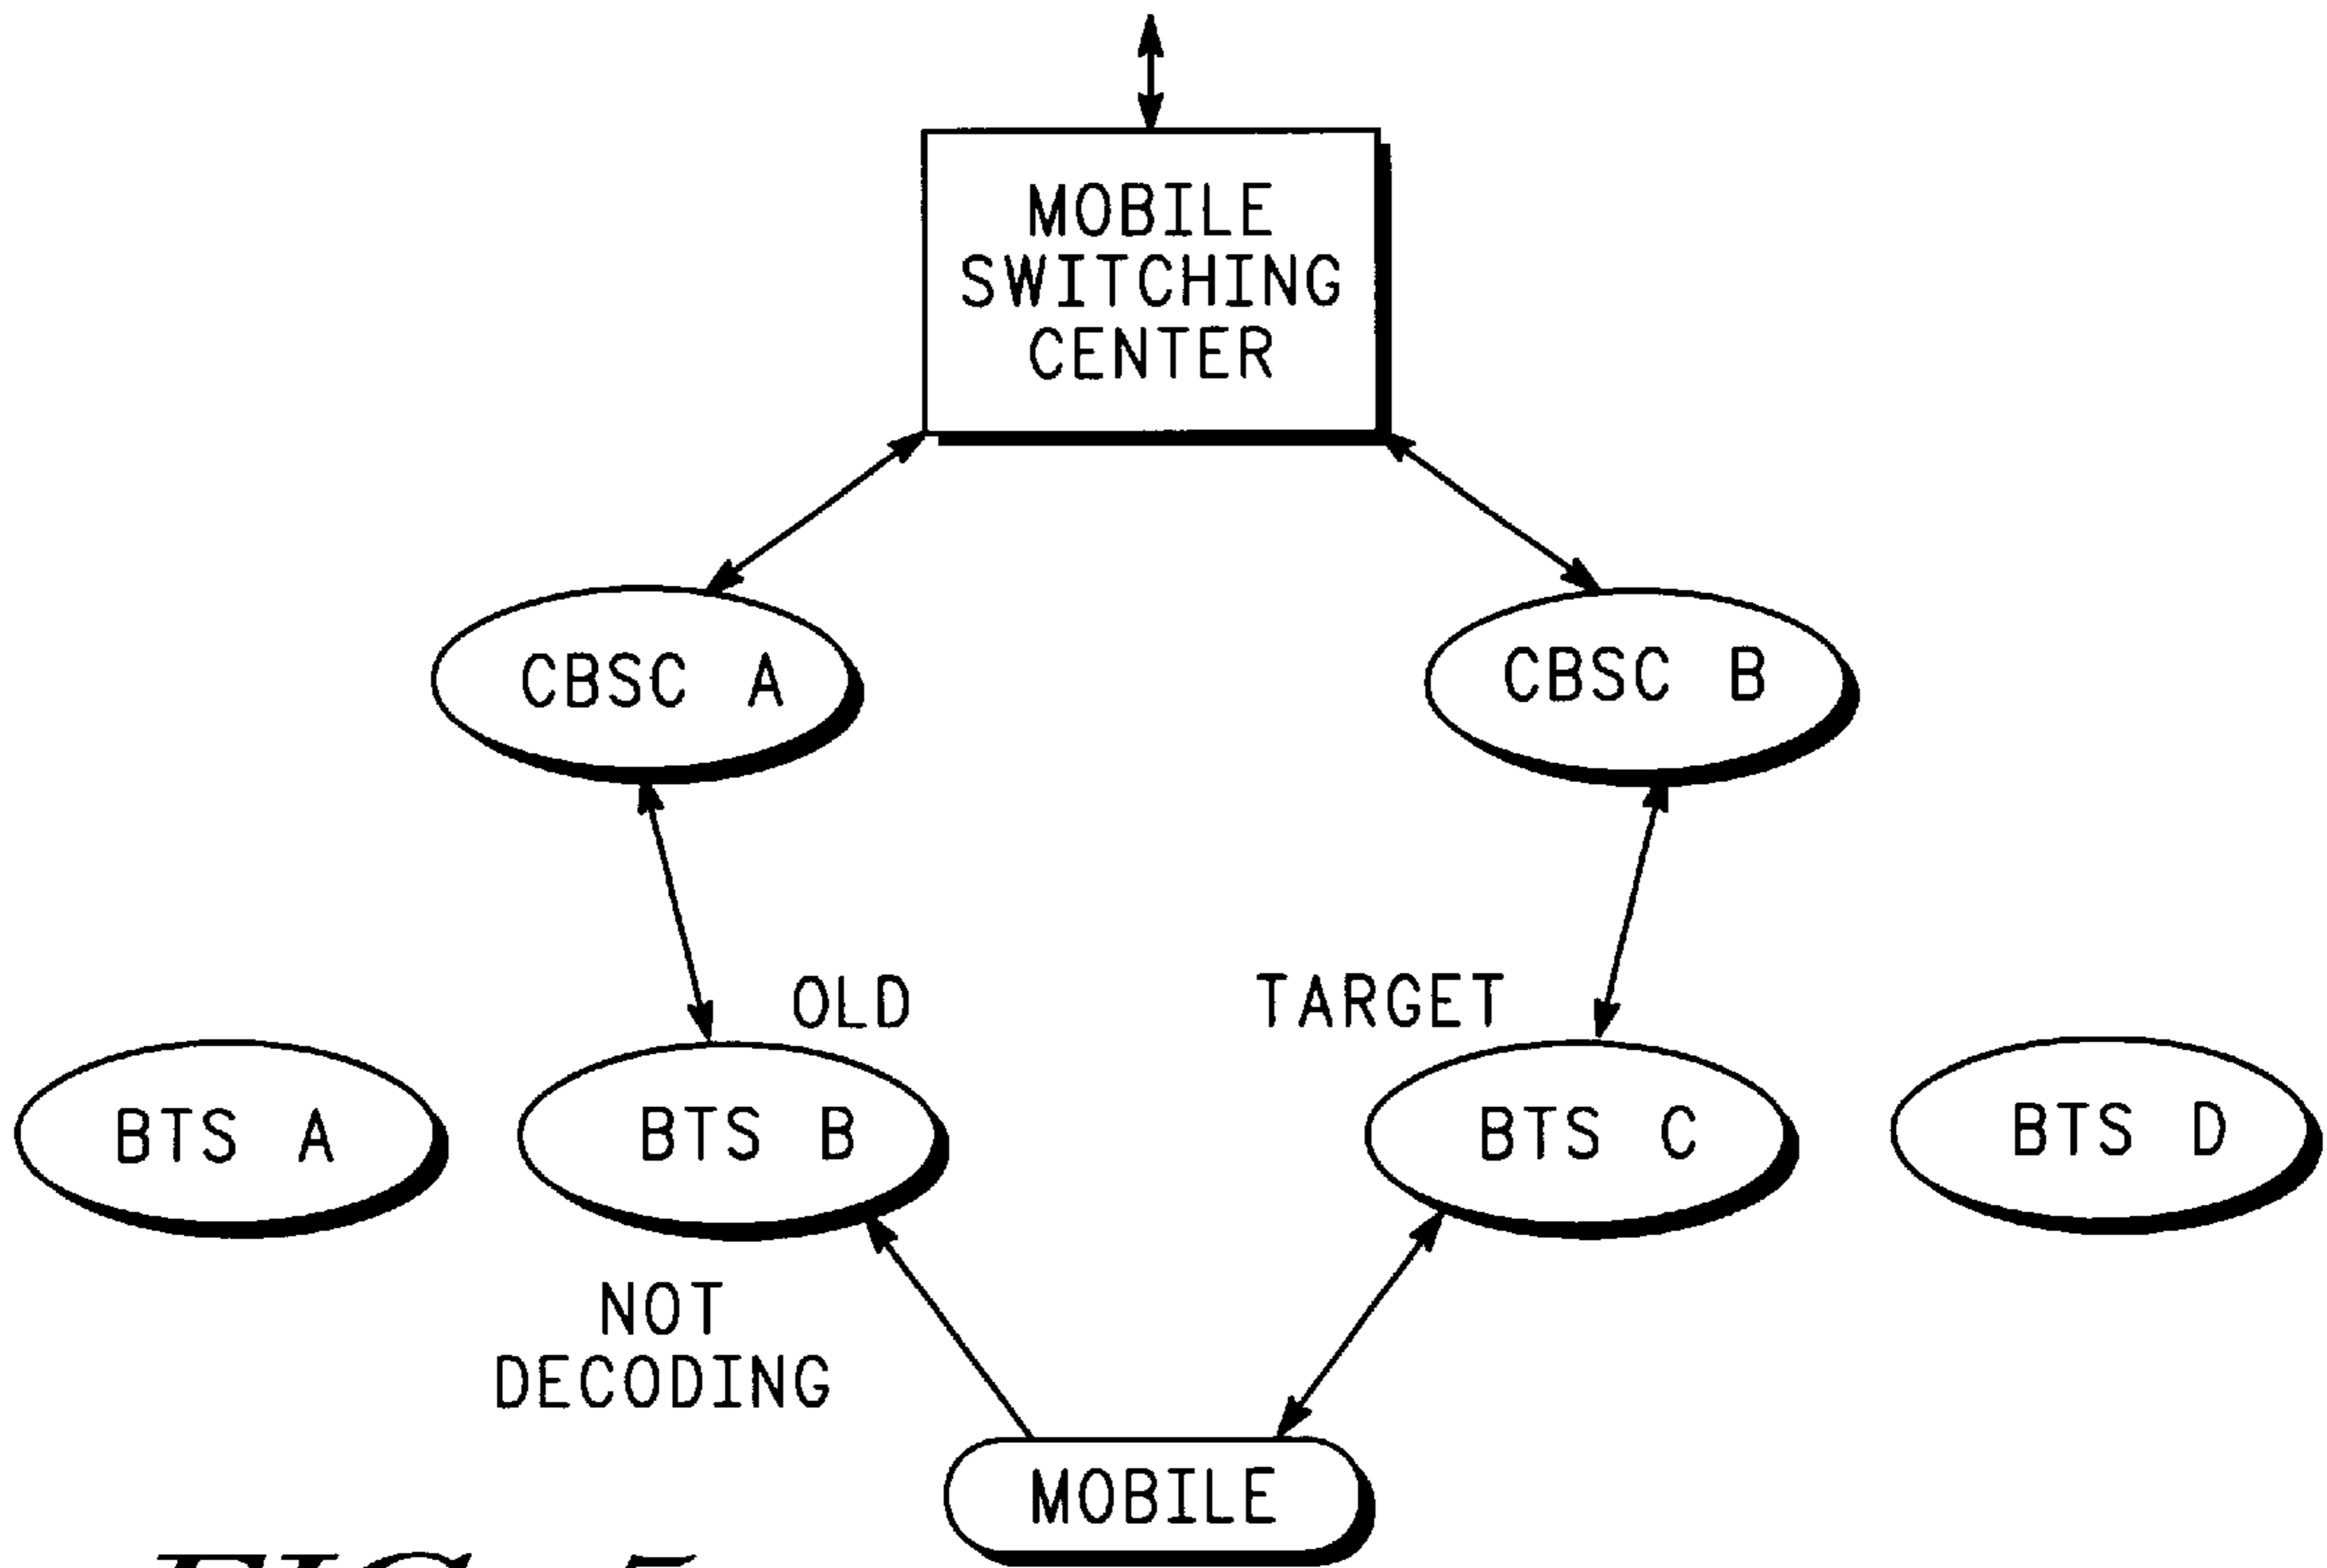 MOBILE
SWITCHING
CENTER
CBSC A
CBSC B
OLD
TARGET
BTS A
BTS B
BTS C
BTS D
NOT
DECODING
MOBILE